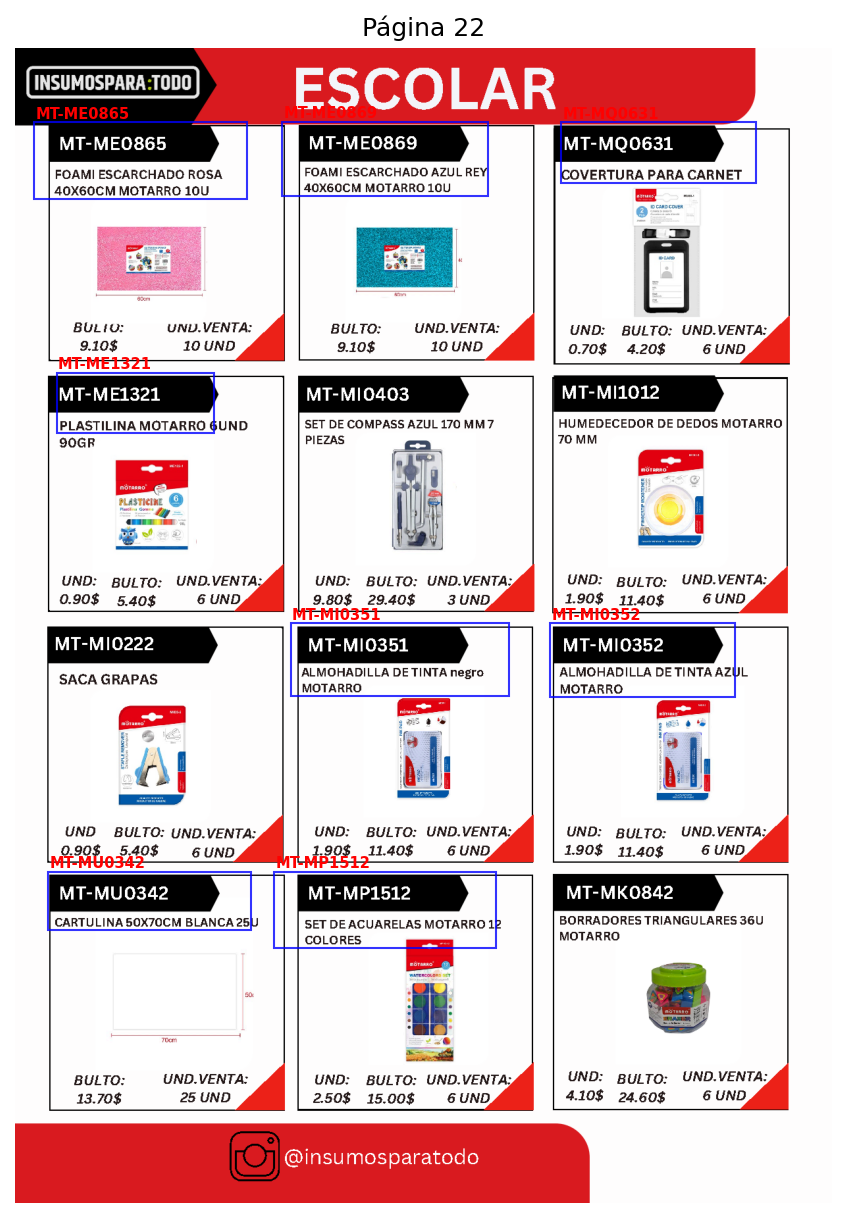 Página 22
INSUMOSPARA:TODO
ESCOLAR
MT-ME0865
MT-ME0869
MT-MQ0631
MT-ME0865
FOAMI ESCARCHADO ROSA
40X60CM MOTARRO 10U
60cm
BULTO: UND.VENTA:
9.10$ 10 UND
MT-ME0869
FOAMI ESCARCHADO AZUL REY
40X60CM MOTARRO 10U
60cm
BULTO: UND.VENTA:
9.10$ 10 UND
MT-MQ0631
COVERTURA PARA CARNET
MOTARRO
ID CARD COVER
ID CARD
UND: BULTO: UND.VENTA:
0.70$ 4.20$ 6 UND
MT-ME1321
MT-ME1321
PLASTILINA MOTARRO 6UND
90GR
MOTARRO
PLASTICINE
6
UND: BULTO: UND.VENTA:
0.90$ 5.40$ 6 UND
MT-MI0403
SET DE COMPASS AZUL 170 MM 7
PIEZAS
UND: BULTO: UND.VENTA:
9.80$ 29.40$ 3 UND
MT-MI1012
HUMEDECEDOR DE DEDOS MOTARRO
70 MM
MOTARRO
UND: BULTO: UND.VENTA:
1.90$ 11.40$ 6 UND
MT-MI0351
MT-MI0352
MT-MI0222
SACA GRAPAS
MOTARRO
STAPLE REMOVER
UND BULTO: UND.VENTA:
0.90$ 5.40$ 6 UND
MT-MI0351
ALMOHADILLA DE TINTA negro
MOTARRO
MOTARRO
INK PAD
UND: BULTO: UND.VENTA:
1.90$ 11.40$ 6 UND
MT-MI0352
ALMOHADILLA DE TINTA AZUL
MOTARRO
MOTARRO
INK PAD
UND: BULTO: UND.VENTA:
1.90$ 11.40$ 6 UND
MT-MU0342
MT-MP1512
MT-MU0342
CARTULINA 50X70CM BLANCA 25U
70cm
BULTO: UND.VENTA:
13.70$ 25 UND
MT-MP1512
SET DE ACUARELAS MOTARRO 12
COLORES
MOTARRO
UND: BULTO: UND.VENTA:
2.50$ 15.00$ 6 UND
MT-MK0842
BORRADORES TRIANGULARES 36U
MOTARRO
MOTARRO
ERASER
UND: BULTO: UND.VENTA:
4.10$ 24.60$ 6 UND
@insumosparatodo